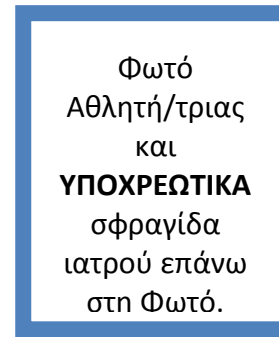 Φωτό
Αθλητή/τριας
και
ΥΠΟΧΡΕΩΤΙΚΑ
σφραγίδα
ιατρού επάνω
στη Φωτό.